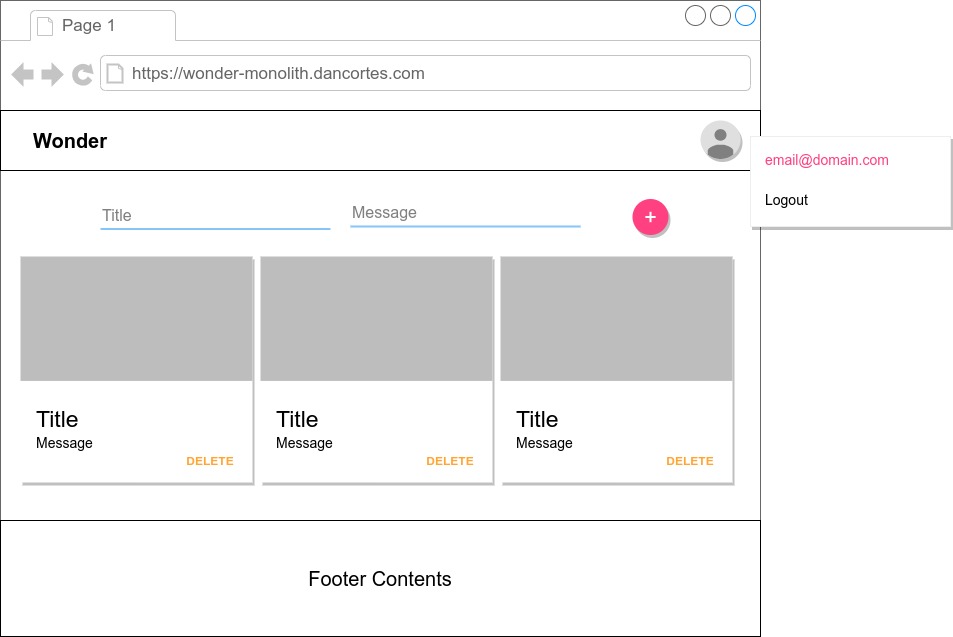 Page 1
https://wonder-monolith.dancortes.com
Wonder
email@domain.com
Logout
Title
Message
+
Title
Message
DELETE
Title
Message
DELETE
Title
Message
DELETE
Footer Contents